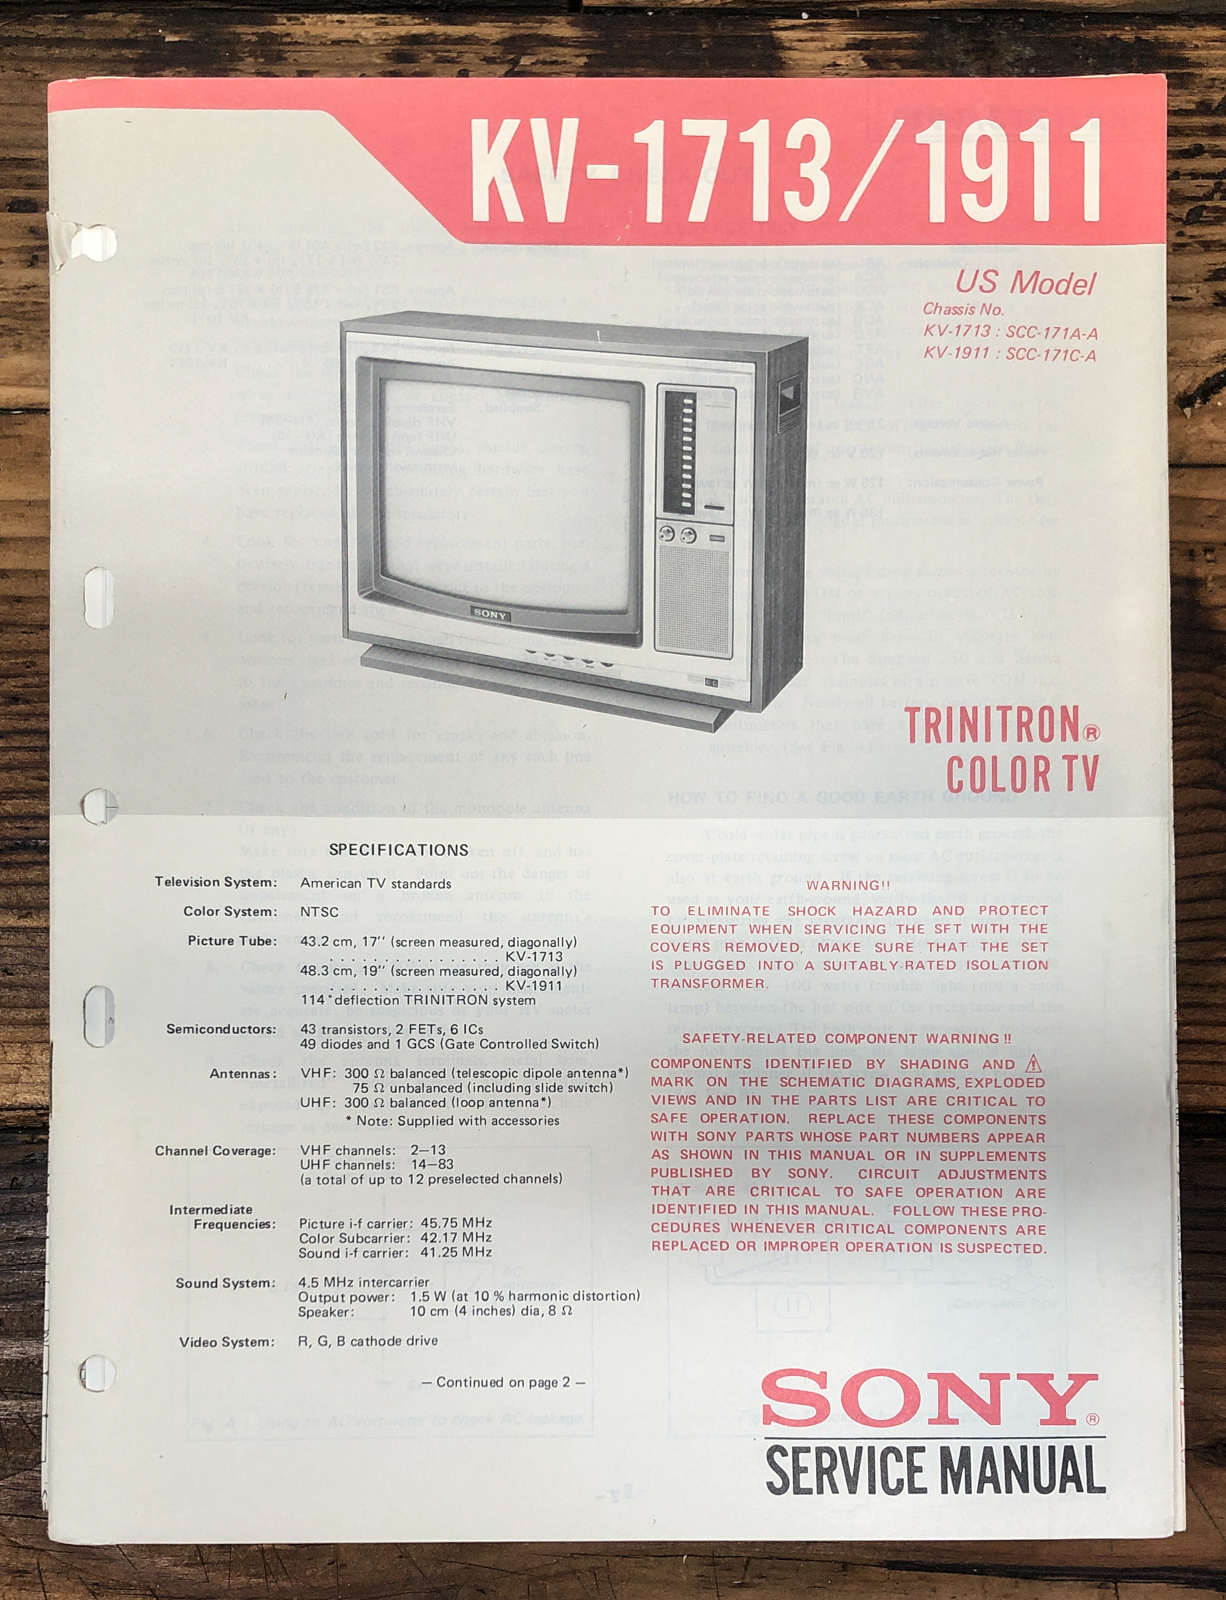 KV-1713/1911
US Model
Chassis No.
KV-1713 : SCC-171A-A
KV-1911 : SCC-171C-A
SONY
TRINITRON®
COLOR TV
SPECIFICATIONS
Television System: American TV standards
Color System: NTSC
Picture Tube: 43.2 cm, 17" (screen measured, diagonally)
. . . . . . . . . . . . . . . . KV-1713
48.3 cm, 19" (screen measured, diagonally)
. . . . . . . . . . . . . . . . KV-1911
114° deflection TRINITRON system
Semiconductors: 43 transistors, 2 FETs, 6 ICs
49 diodes and 1 GCS (Gate Controlled Switch)
Antennas: VHF: 300 Ω balanced (telescopic dipole antenna*)
75 Ω unbalanced (including slide switch)
UHF: 300 Ω balanced (loop antenna*)
* Note: Supplied with accessories
Channel Coverage: VHF channels: 2–13
UHF channels: 14–83
(a total of up to 12 preselected channels)
Intermediate
Frequencies: Picture i-f carrier: 45.75 MHz
Color Subcarrier: 42.17 MHz
Sound i-f carrier: 41.25 MHz
Sound System: 4.5 MHz intercarrier
Output power: 1.5 W (at 10 % harmonic distortion)
Speaker: 10 cm (4 inches) dia, 8 Ω
Video System: R, G, B cathode drive
— Continued on page 2 —
WARNING!!
TO ELIMINATE SHOCK HAZARD AND PROTECT
EQUIPMENT WHEN SERVICING THE SFT WITH THE
COVERS REMOVED, MAKE SURE THAT THE SET
IS PLUGGED INTO A SUITABLY-RATED ISOLATION
TRANSFORMER.
SAFETY-RELATED COMPONENT WARNING !!
COMPONENTS IDENTIFIED BY SHADING AND ⚠
MARK ON THE SCHEMATIC DIAGRAMS, EXPLODED
VIEWS AND IN THE PARTS LIST ARE CRITICAL TO
SAFE OPERATION. REPLACE THESE COMPONENTS
WITH SONY PARTS WHOSE PART NUMBERS APPEAR
AS SHOWN IN THIS MANUAL OR IN SUPPLEMENTS
PUBLISHED BY SONY. CIRCUIT ADJUSTMENTS
THAT ARE CRITICAL TO SAFE OPERATION ARE
IDENTIFIED IN THIS MANUAL. FOLLOW THESE PRO-
CEDURES WHENEVER CRITICAL COMPONENTS ARE
REPLACED OR IMPROPER OPERATION IS SUSPECTED.
SONY®
SERVICE MANUAL